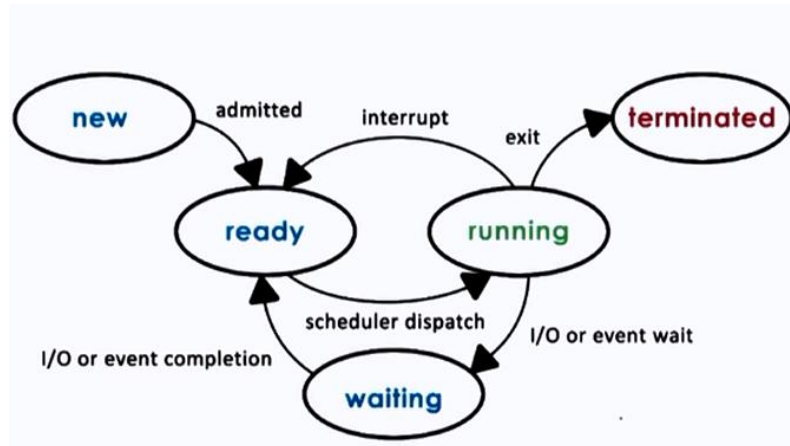 admitted
interrupt
new
exit
terminated
ready
running
scheduler dispatch
I/O or event wait
I/O or event completion
waiting